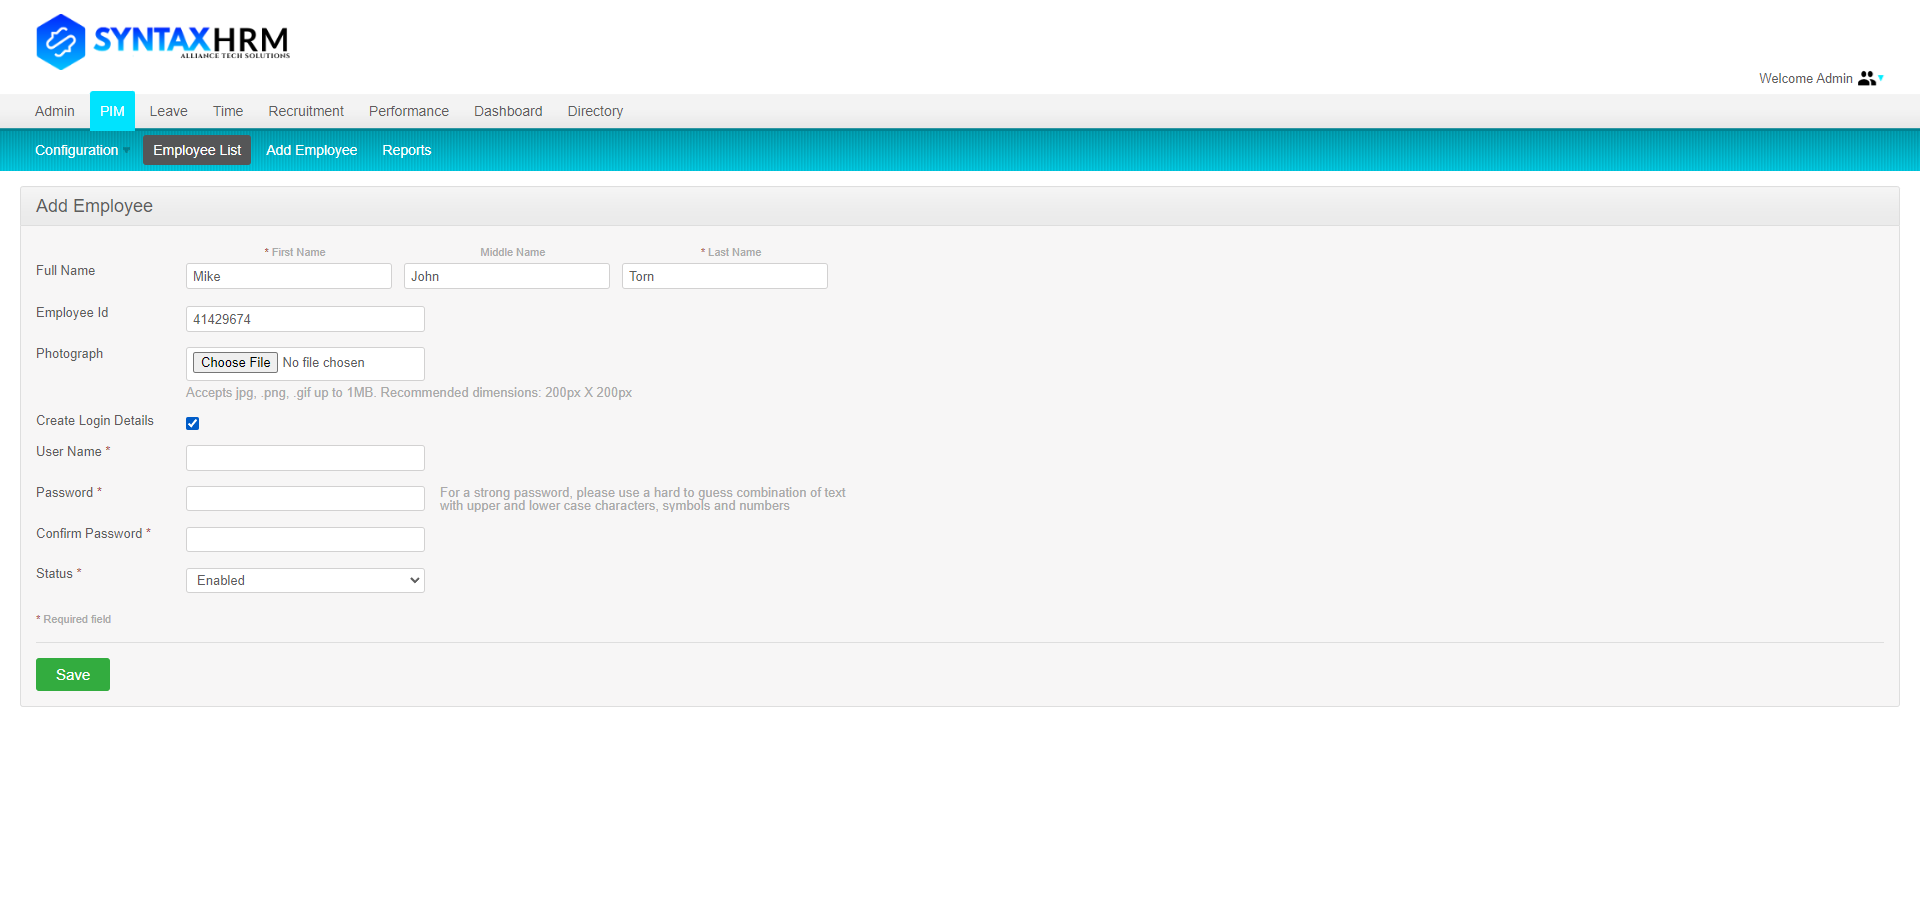 SYNTAXHRM
ALLIANCE TECH SOLUTIONS
Welcome Admin
Admin PIM Leave Time Recruitment Performance Dashboard Directory
Configuration Employee List Add Employee Reports
Add Employee
* First Name Middle Name * Last Name
Full Name Mike John Torn
Employee Id 41429674
Photograph Choose File No file chosen
Accepts jpg, .png, .gif up to 1MB. Recommended dimensions: 200px X 200px
Create Login Details
User Name *
Password * For a strong password, please use a hard to guess combination of text
with upper and lower case characters, symbols and numbers
Confirm Password *
Status * Enabled
* Required field
Save